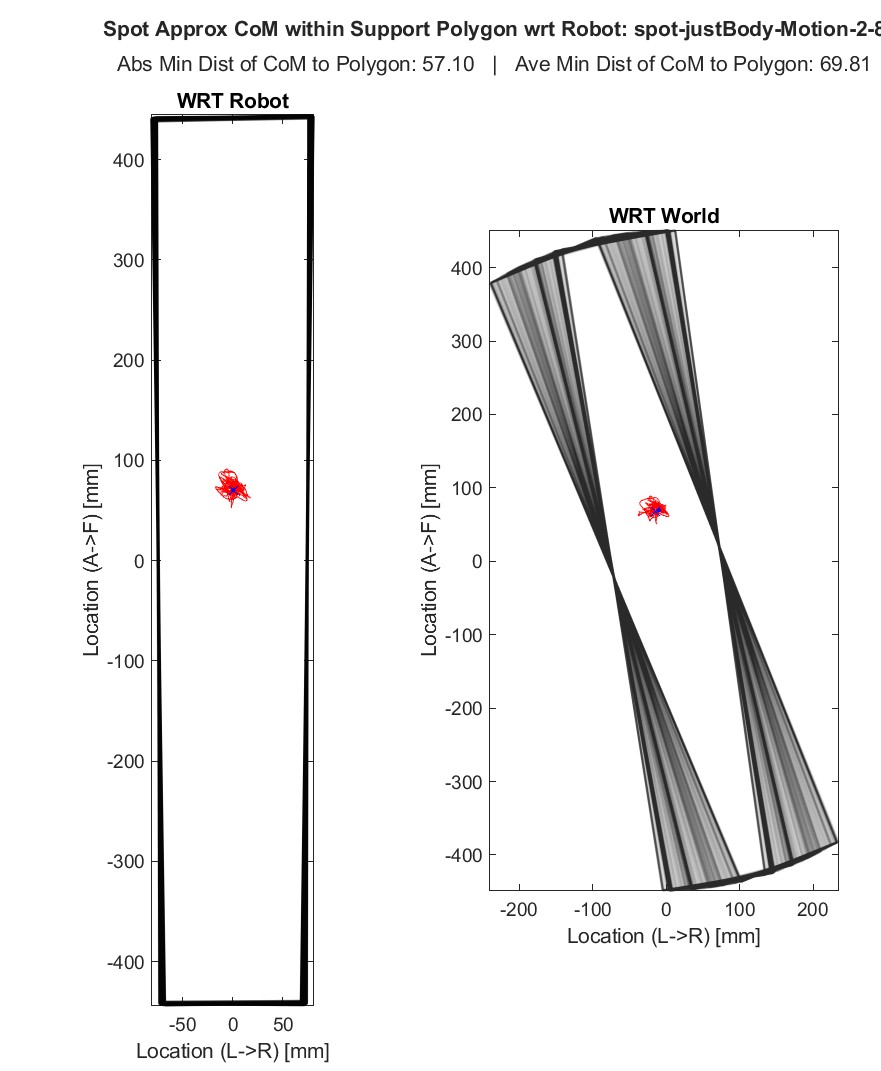 Spot Approx CoM within Support Polygon wrt Robot: spot-justBody-Motion-2-8
Abs Min Dist of CoM to Polygon: 57.10 | Ave Min Dist of CoM to Polygon: 69.81
WRT Robot
400
300
200
100
0
-100
-200
-300
-400
Location (A->F) [mm]
-50 0 50
Location (L->R) [mm]
WRT World
400
300
200
100
0
-100
-200
-300
-400
Location (A->F) [mm]
-200 -100 0 100 200
Location (L->R) [mm]